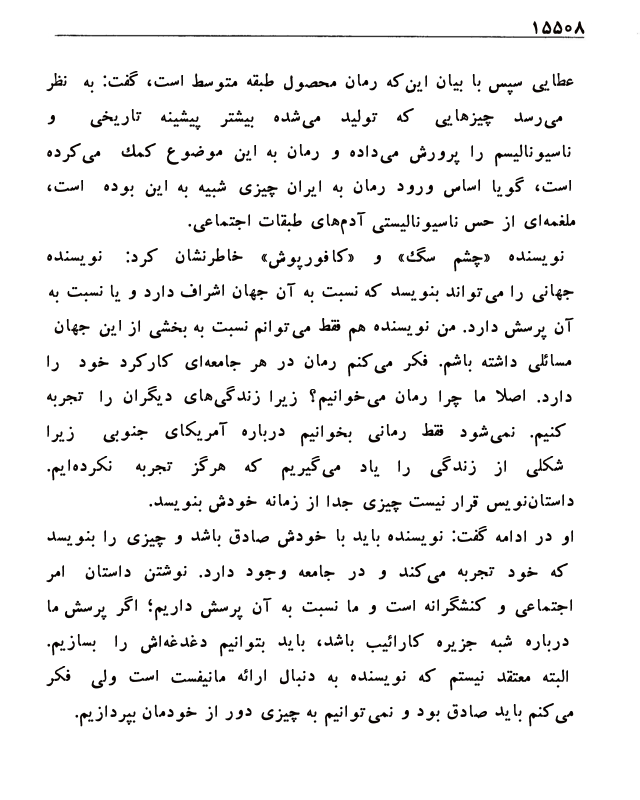 ۱۵۵۰۸
عطایی سپس با بیان این‌که رمان محصول طبقه متوسط است، گفت: به نظر
می‌رسد چیزهایی که تولید می‌شده بیشتر پیشینه تاریخی و
ناسیونالیسم را پرورش می‌داده و رمان به این موضوع کمک می‌کرده
است، گویا اساس ورود رمان به ایران چیزی شبیه به این بوده است،
ملغمه‌ای از حس ناسیونالیستی آدم‌های طبقات اجتماعی.
نویسنده «چشم سگ» و «کافورپوش» خاطرنشان کرد: نویسنده
جهانی را می‌تواند بنویسد که نسبت به آن جهان اشراف دارد و یا نسبت به
آن پرسش دارد. من نویسنده هم فقط می‌توانم نسبت به بخشی از این جهان
مسائلی داشته باشم. فکر می‌کنم رمان در هر جامعه‌ای کارکرد خود را
دارد. اصلا ما چرا رمان می‌خوانیم؟ زیرا زندگی‌های دیگران را تجربه
کنیم. نمی‌شود فقط رمانی بخوانیم درباره آمریکای جنوبی زیرا
شکلی از زندگی را یاد می‌گیریم که هرگز تجربه نکرده‌ایم.
داستان‌نویس قرار نیست چیزی جدا از زمانه خودش بنویسد.
او در ادامه گفت: نویسنده باید با خودش صادق باشد و چیزی را بنویسد
که خود تجربه می‌کند و در جامعه وجود دارد. نوشتن داستان امر
اجتماعی و کنشگرانه است و ما نسبت به آن پرسش داریم؛ اگر پرسش ما
درباره شبه جزیره کارائیب باشد، باید بتوانیم دغدغه‌اش را بسازیم.
البته معتقد نیستم که نویسنده به دنبال ارائه مانیفست است ولی فکر
می‌کنم باید صادق بود و نمی‌توانیم به چیزی دور از خودمان بپردازیم.